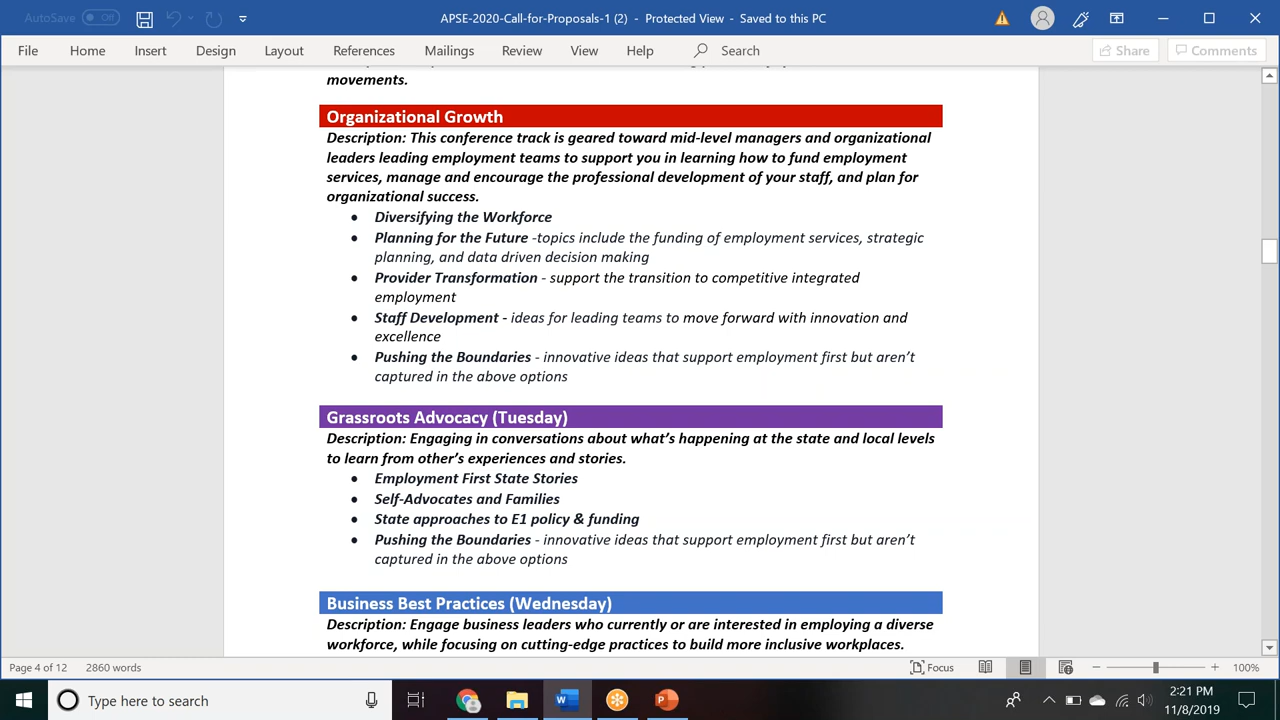 AutoSave Off
APSE-2020-Call-for-Proposals-1 (2) - Protected View - Saved to this PC
File Home Insert Design Layout References Mailings Review View Help Search Share Comments
movements.
Organizational Growth
Description: This conference track is geared toward mid-level managers and organizational
leaders leading employment teams to support you in learning how to fund employment
services, manage and encourage the professional development of your staff, and plan for
organizational success.
• Diversifying the Workforce
• Planning for the Future -topics include the funding of employment services, strategic
planning, and data driven decision making
• Provider Transformation - support the transition to competitive integrated
employment
• Staff Development - ideas for leading teams to move forward with innovation and
excellence
• Pushing the Boundaries - innovative ideas that support employment first but aren’t
captured in the above options
Grassroots Advocacy (Tuesday)
Description: Engaging in conversations about what’s happening at the state and local levels
to learn from other’s experiences and stories.
• Employment First State Stories
• Self-Advocates and Families
• State approaches to E1 policy & funding
• Pushing the Boundaries - innovative ideas that support employment first but aren’t
captured in the above options
Business Best Practices (Wednesday)
Description: Engage business leaders who currently or are interested in employing a diverse
workforce, while focusing on cutting-edge practices to build more inclusive workplaces.
Page 4 of 12 2860 words Focus 100%
Type here to search
2:21 PM
11/8/2019